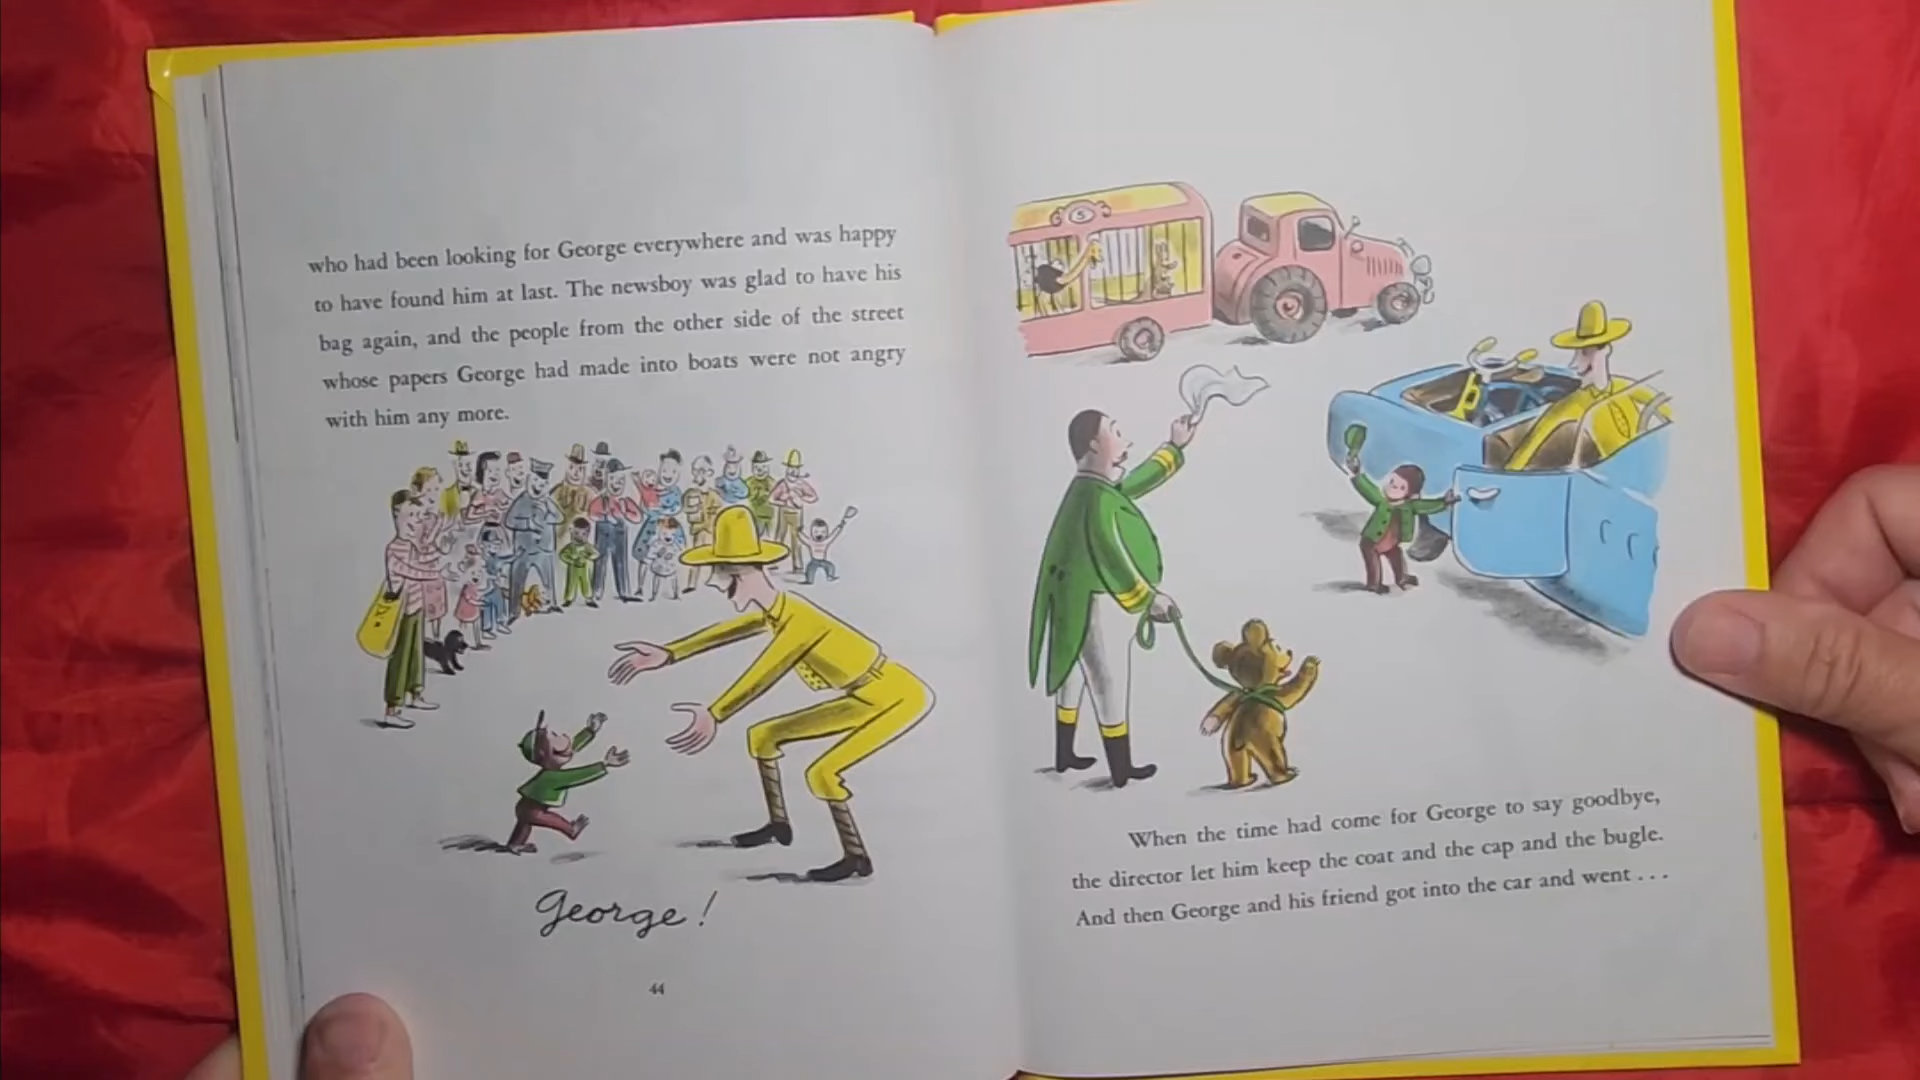 who had been looking for George everywhere and was happy
to have found him at last. The newsboy was glad to have his
bag again, and the people from the other side of the street
whose papers George had made into boats were not angry
with him any more.
George!
44
5
When the time had come for George to say goodbye,
the director let him keep the coat and the cap and the bugle.
And then George and his friend got into the car and went . . .